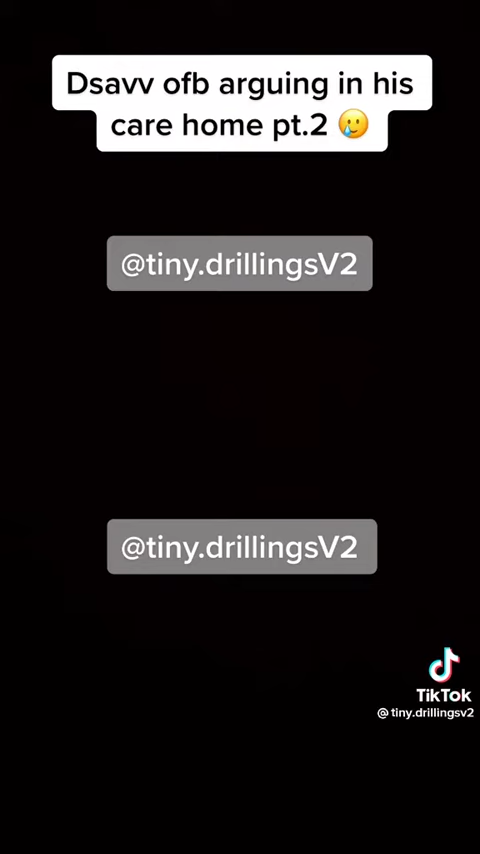 Dsavv ofb arguing in his
care home pt.2 🥲
@tiny.drillingsV2
@tiny.drillingsV2
TikTok
@tiny.drillingsv2